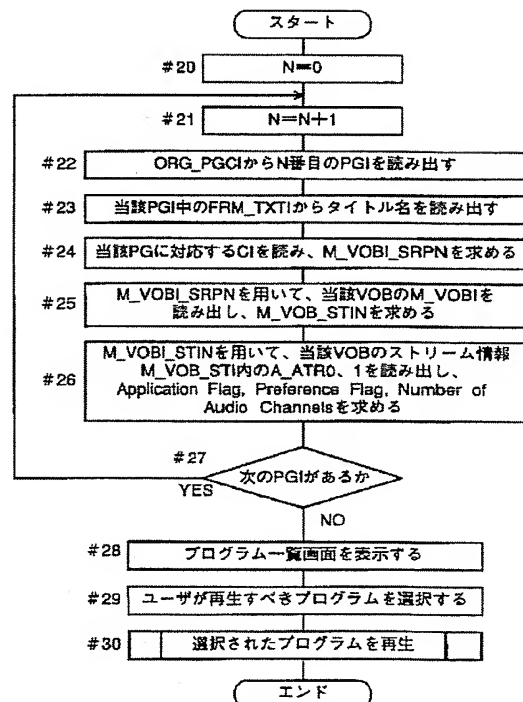 スタート
#20 N=0
#21 N=N+1
#22 ORG_PGCIからN番目のPGIを読み出す
#23 当該PGI中のFRM_TXTIからタイトル名を読み出す
#24 当該PGに対応するCIを読み、M_VOBI_SRPNを求める
#25 M_VOBI_SRPNを用いて、当該VOBのM_VOBIを
読み出し、M_VOB_STINを求める
#26 M_VOBI_STINを用いて、当該VOBのストリーム情報
M_VOB_STI内のA_ATR0、1を読み出し、
Application Flag, Preference Flag, Number of
Audio Channelsを求める
#27 次のPGIがあるか
YES
NO
#28 プログラム一覧画面を表示する
#29 ユーザが再生すべきプログラムを選択する
#30 選択されたプログラムを再生
エンド